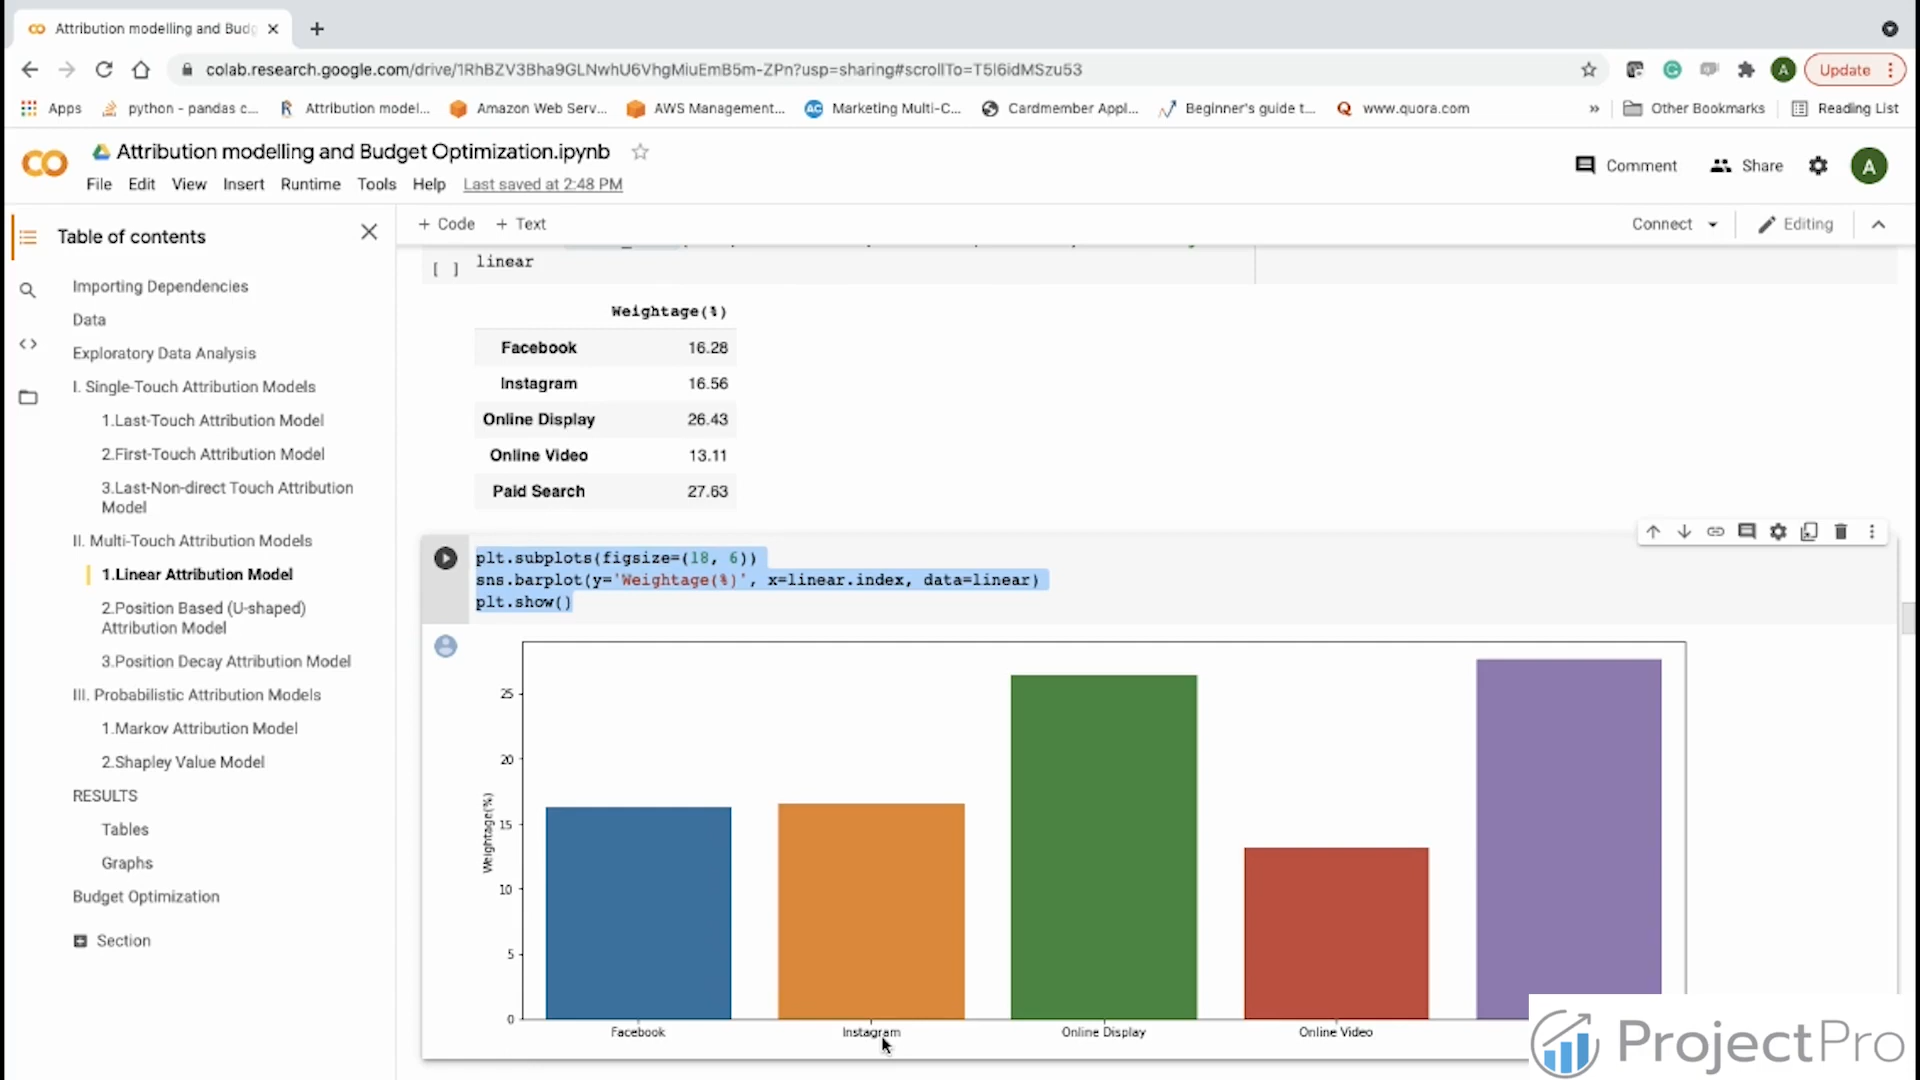 Attribution modelling and Budg
colab.research.google.com/drive/1RhBZV3Bha9GLNwhU6VhgMiuEmB5m-ZPn?usp=sharing#scrollTo=T5l6idMSzu53
A
Update
Apps
python - pandas c...
Attribution model...
Amazon Web Serv...
AWS Management...
Marketing Multi-C...
Cardmember Appl...
Beginner's guide t...
www.quora.com
»
Other Bookmarks
Reading List
Attribution modelling and Budget Optimization.ipynb
File Edit View Insert Runtime Tools Help Last saved at 2:48 PM
Comment
Share
A
Table of contents
Importing Dependencies
Data
Exploratory Data Analysis
I. Single-Touch Attribution Models
1.Last-Touch Attribution Model
2.First-Touch Attribution Model
3.Last-Non-direct Touch Attribution
Model
II. Multi-Touch Attribution Models
1.Linear Attribution Model
2.Position Based (U-shaped)
Attribution Model
3.Position Decay Attribution Model
III. Probabilistic Attribution Models
1.Markov Attribution Model
2.Shapley Value Model
RESULTS
Tables
Graphs
Budget Optimization
Section
+ Code + Text
Connect
Editing
[ ] linear
Weightage(%)
Facebook 16.28
Instagram 16.56
Online Display 26.43
Online Video 13.11
Paid Search 27.63
plt.subplots(figsize=(18, 6))
sns.barplot(y='Weightage(%)', x=linear.index, data=linear)
plt.show()
25
20
15
10
5
0
Weightage(%)
Facebook
Instagram
Online Display
Online Video
ProjectPro